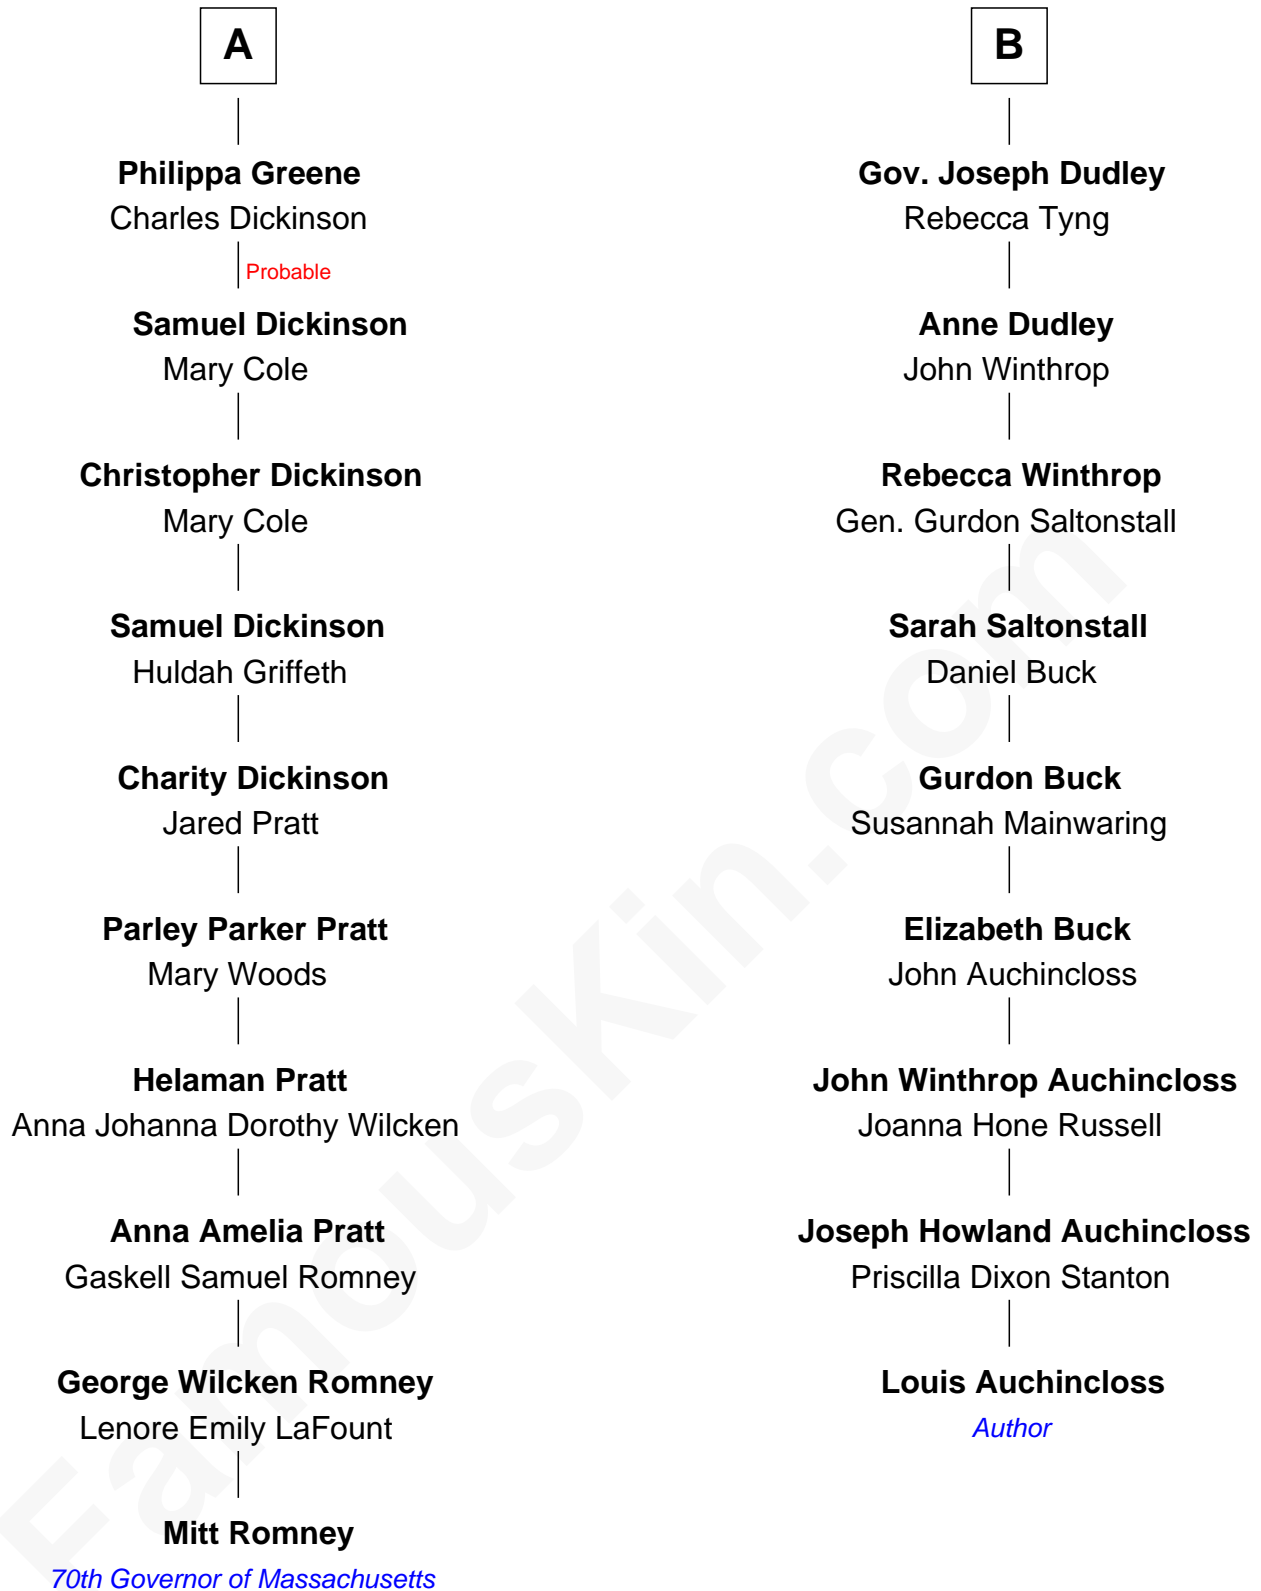 A
Philippa Greene
Charles Dickinson
Probable
Samuel Dickinson
Mary Cole
Christopher Dickinson
Mary Cole
Samuel Dickinson
Huldah Griffeth
Charity Dickinson
Jared Pratt
Parley Parker Pratt
Mary Woods
Helaman Pratt
Anna Johanna Dorothy Wilcken
Anna Amelia Pratt
Gaskell Samuel Romney
George Wilcken Romney
Lenore Emily LaFount
Mitt Romney
70th Governor of Massachusetts
B
Gov. Joseph Dudley
Rebecca Tyng
Anne Dudley
John Winthrop
Rebecca Winthrop
Gen. Gurdon Saltonstall
Sarah Saltonstall
Daniel Buck
Gurdon Buck
Susannah Mainwaring
Elizabeth Buck
John Auchincloss
John Winthrop Auchincloss
Joanna Hone Russell
Joseph Howland Auchincloss
Priscilla Dixon Stanton
Louis Auchincloss
Author
FamousKin.com